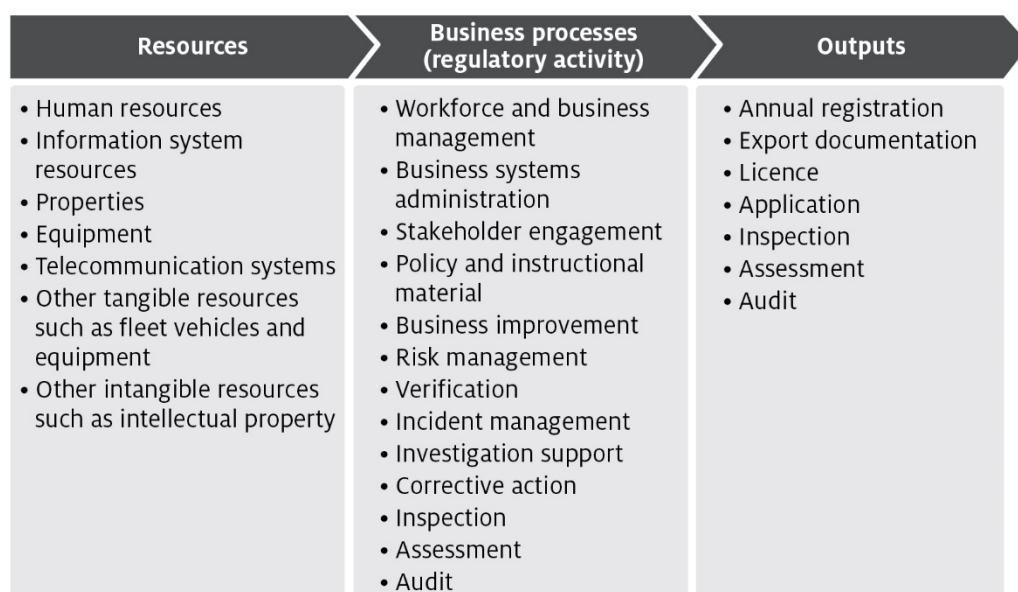 Resources
Business processes
(regulatory activity)
Outputs
• Human resources
• Information system
resources
• Properties
• Equipment
• Telecommunication systems
• Other tangible resources
such as fleet vehicles and
equipment
• Other intangible resources
such as intellectual property
• Workforce and business
management
• Business systems
administration
• Stakeholder engagement
• Policy and instructional
material
• Business improvement
• Risk management
• Verification
• Incident management
• Investigation support
• Corrective action
• Inspection
• Assessment
• Audit
• Annual registration
• Export documentation
• Licence
• Application
• Inspection
• Assessment
• Audit